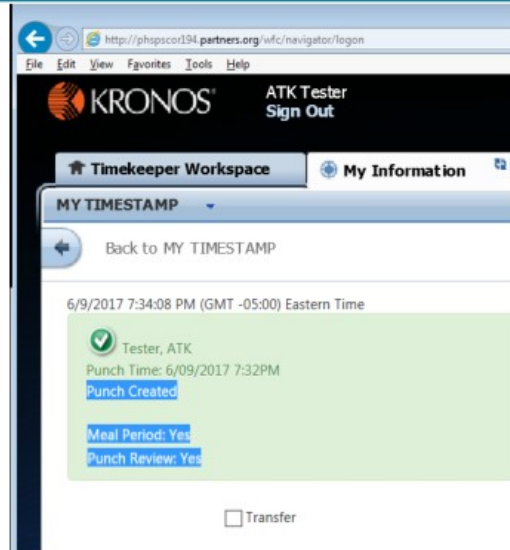 http://phspscor194.partners.org/wfc/navigator/logon
File Edit View Favorites Tools Help
KRONOS® ATK Tester
Sign Out
Timekeeper Workspace My Information
MY TIMESTAMP
Back to MY TIMESTAMP
6/9/2017 7:34:08 PM (GMT -05:00) Eastern Time
Tester, ATK
Punch Time: 6/09/2017 7:32PM
Punch Created
Meal Period: Yes
Punch Review: Yes
Transfer